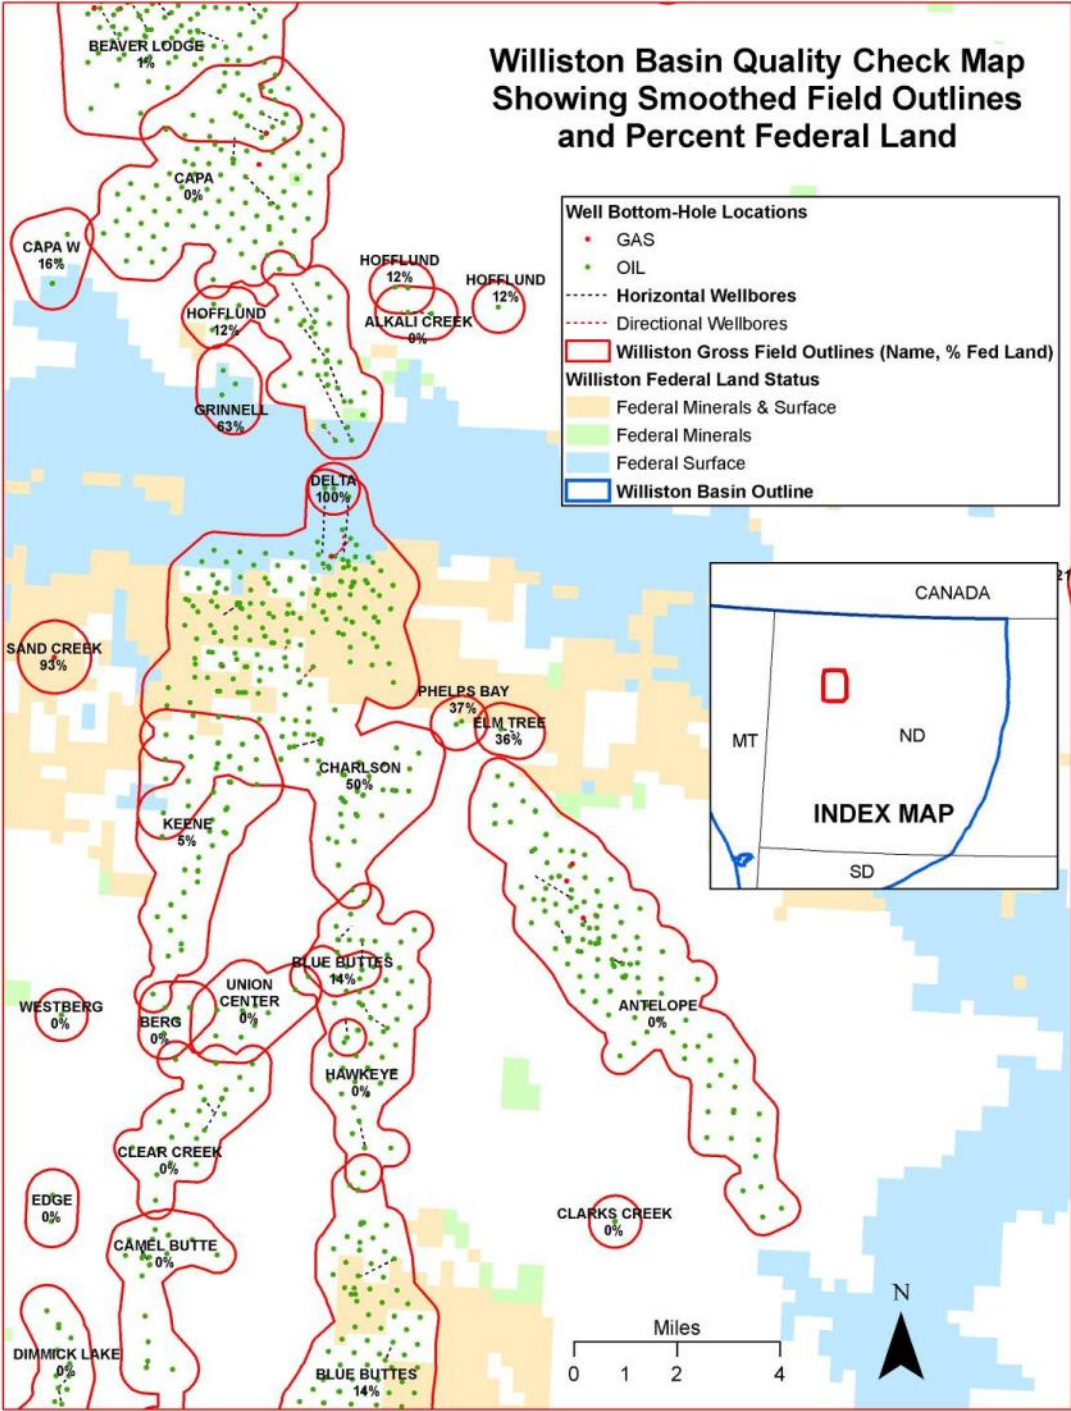 Williston Basin Quality Check Map
Showing Smoothed Field Outlines
and Percent Federal Land
BEAVER LODGE
1%
CAPA
0%
CAPA W
16%
HOFFLUND
12%
HOFFLUND
12%
HOFFLUND
12%
ALKALI CREEK
0%
GRINNELL
63%
DELTA
100%
Well Bottom-Hole Locations
GAS
OIL
Horizontal Wellbores
Directional Wellbores
Williston Gross Field Outlines (Name, % Fed Land)
Williston Federal Land Status
Federal Minerals & Surface
Federal Minerals
Federal Surface
Williston Basin Outline
CANADA
MT
ND
INDEX MAP
SD
21
SAND CREEK
93%
PHELPS BAY
37%
ELM TREE
36%
CHARLSON
50%
KEENE
5%
BLUE BUTTES
14%
UNION
CENTER
0%
WESTBERG
0%
BERG
0%
ANTELOPE
0%
HAWKEYE
0%
CLEAR CREEK
0%
EDGE
0%
CLARKS CREEK
0%
CAMEL BUTTE
0%
DIMMICK LAKE
0%
BLUE BUTTES
14%
Miles
0 1 2 4
N